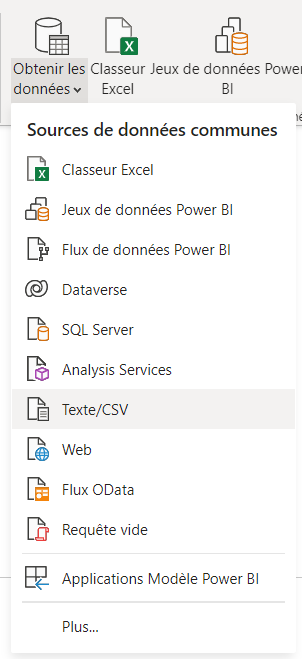 Obtenir les
données
Classeur
Excel
Jeux de données Power
BI
Sources de données communes
Classeur Excel
Jeux de données Power BI
Flux de données Power BI
Dataverse
SQL Server
Analysis Services
Texte/CSV
Web
Flux OData
Requête vide
Applications Modèle Power BI
Plus...